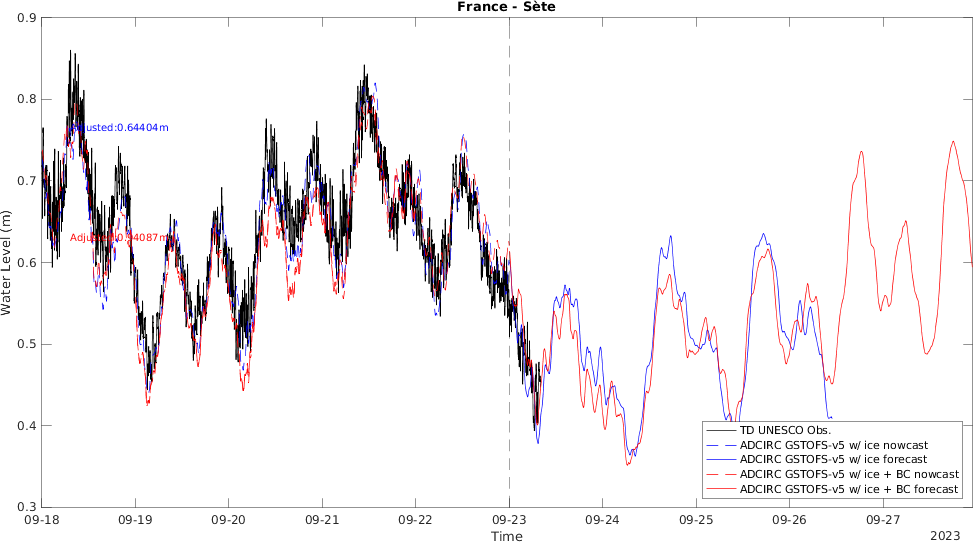 France - Sète
0.9
0.8
0.7
0.6
0.5
0.4
0.3
Water Level (m)
Adjusted:0.64404m
Adjusted:0.94087m
TD UNESCO Obs.
ADCIRC GSTOFS-v5 w/ ice nowcast
ADCIRC GSTOFS-v5 w/ ice forecast
ADCIRC GSTOFS-v5 w/ ice + BC nowcast
ADCIRC GSTOFS-v5 w/ ice + BC forecast
09-18 09-19 09-20 09-21 09-22 09-23 09-24 09-25 09-26 09-27
Time
2023